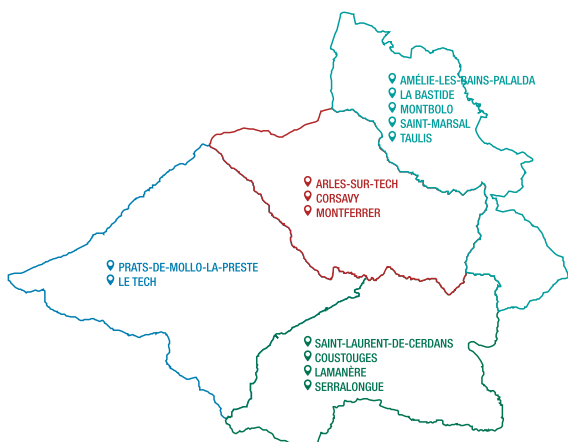 AMÉLIE-LES-BAINS-PALALDA
LA BASTIDE
MONTBOLO
SAINT-MARSAL
TAULIS
ARLES-SUR-TECH
CORSAVY
MONTFERRER
PRATS-DE-MOLLO-LA-PRESTE
LE TECH
SAINT-LAURENT-DE-CERDANS
COUSTOUGES
LAMANÈRE
SERRALONGUE